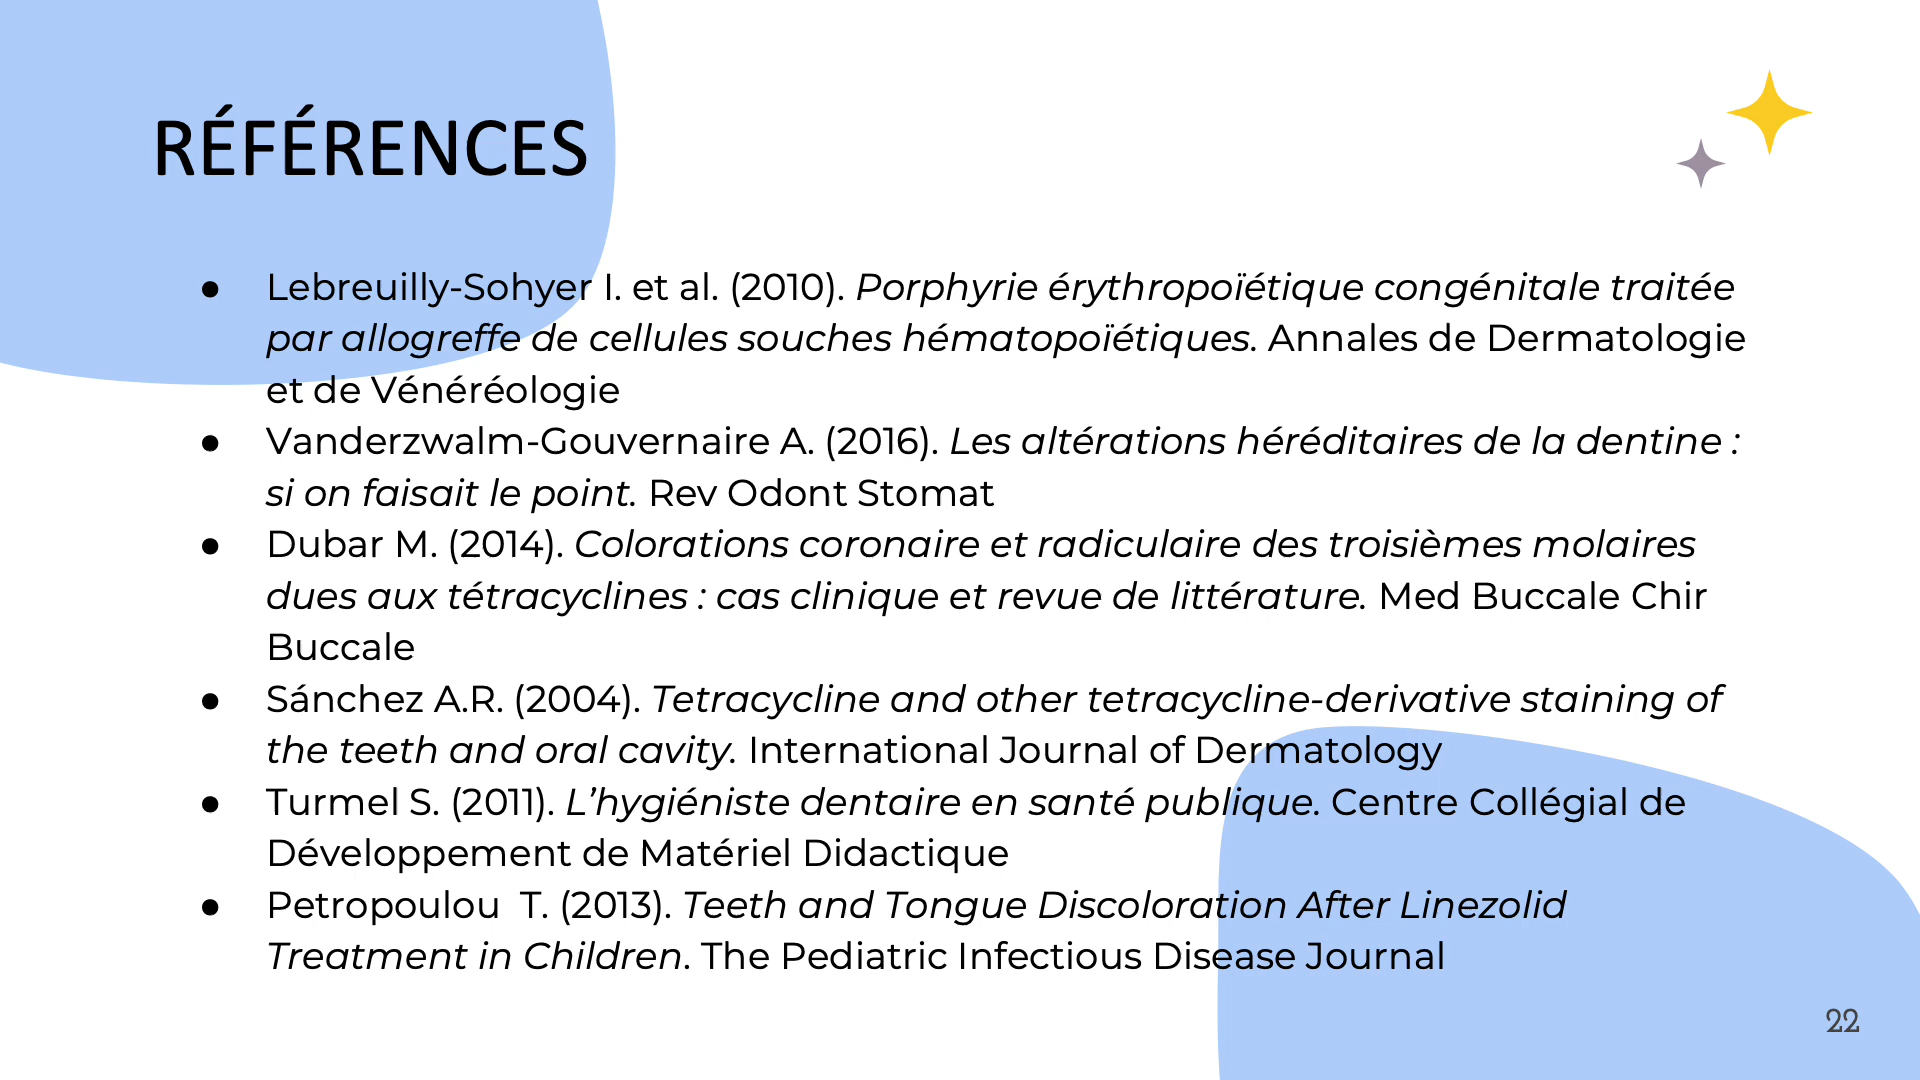 RÉFÉRENCES
● Lebreuilly-Sohyer I. et al. (2010). Porphyrie érythropoïétique congénitale traitée
par allogreffe de cellules souches hématopoïétiques. Annales de Dermatologie
et de Vénéréologie
● Vanderzwalm-Gouvernaire A. (2016). Les altérations héréditaires de la dentine :
si on faisait le point. Rev Odont Stomat
● Dubar M. (2014). Colorations coronaire et radiculaire des troisièmes molaires
dues aux tétracyclines : cas clinique et revue de littérature. Med Buccale Chir
Buccale
● Sánchez A.R. (2004). Tetracycline and other tetracycline-derivative staining of
the teeth and oral cavity. International Journal of Dermatology
● Turmel S. (2011). L’hygiéniste dentaire en santé publique. Centre Collégial de
Développement de Matériel Didactique
● Petropoulou  T. (2013). Teeth and Tongue Discoloration After Linezolid
Treatment in Children. The Pediatric Infectious Disease Journal
22